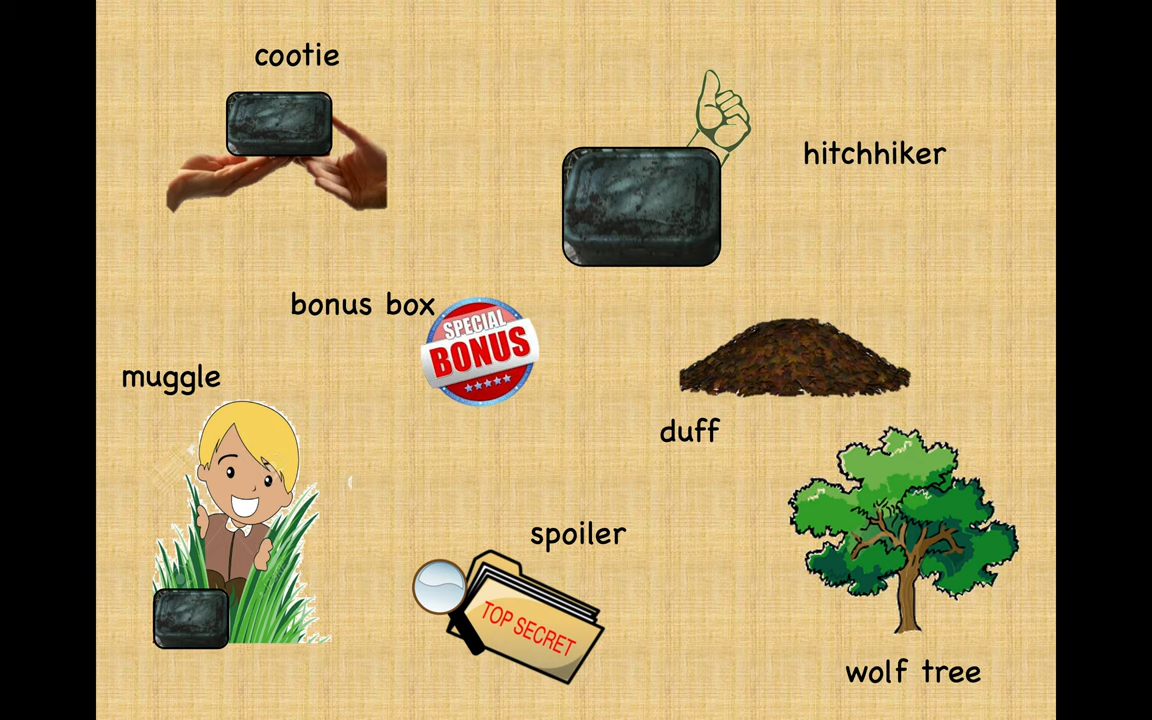 cootie
hitchhiker
bonus box
SPECIAL
BONUS
muggle
duff
spoiler
TOP SECRET
wolf tree